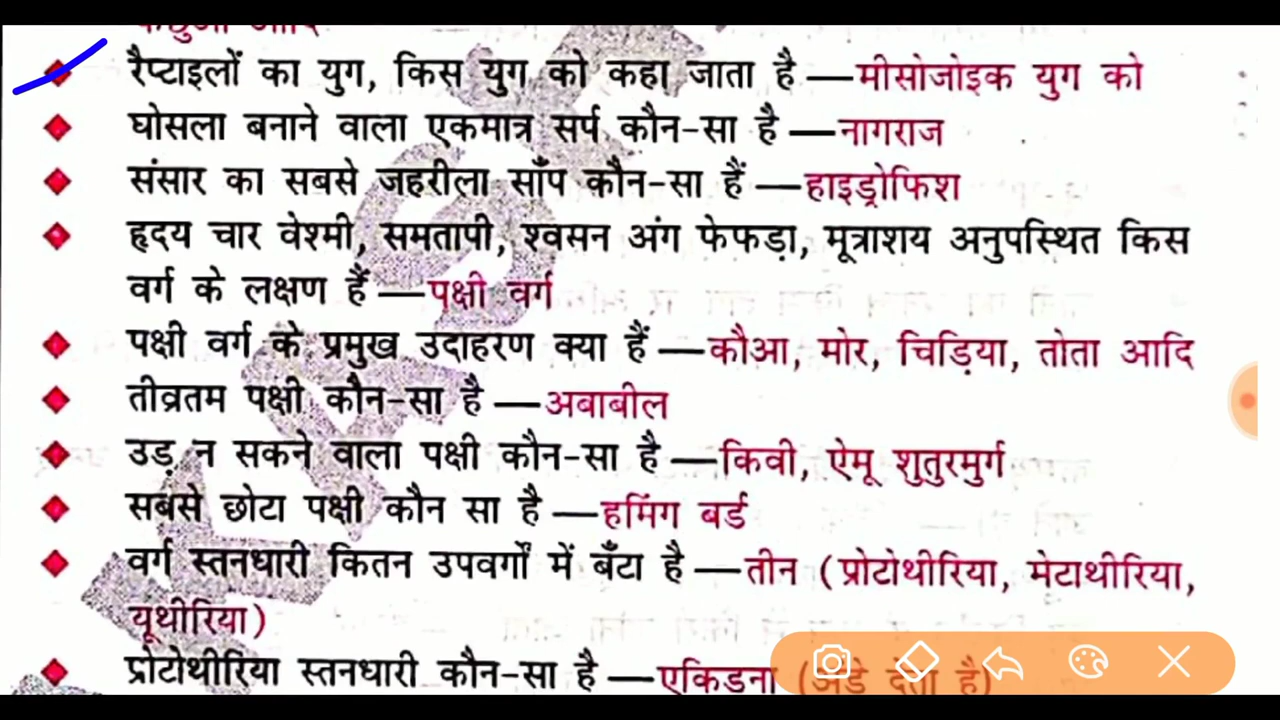 कछुआ आदि
रैप्टाइलों का युग, किस युग को कहा जाता है —मीसोजोइक युग को
घोसला बनाने वाला एकमात्र सर्प कौन-सा है —नागराज
संसार का सबसे जहरीला साँप कौन-सा हैं —हाइड्रोफिश
हृदय चार वेश्मी, समतापी, श्वसन अंग फेफड़ा, मूत्राशय अनुपस्थित किस
वर्ग के लक्षण हैं —पक्षी वर्ग
पक्षी वर्ग के प्रमुख उदाहरण क्या हैं —कौआ, मोर, चिड़िया, तोता आदि
तीव्रतम पक्षी कौन-सा है —अबाबील
उड़ न सकने वाला पक्षी कौन-सा है —किवी, ऐमू शुतुरमुर्ग
सबसे छोटा पक्षी कौन सा है —हमिंग बर्ड
वर्ग स्तनधारी कितन उपवर्गों में बँटा है —तीन (प्रोटोथीरिया, मेटाथीरिया,
यूथीरिया)
प्रोटोथीरिया स्तनधारी कौन-सा है —एकिडना (अंडे देता है)